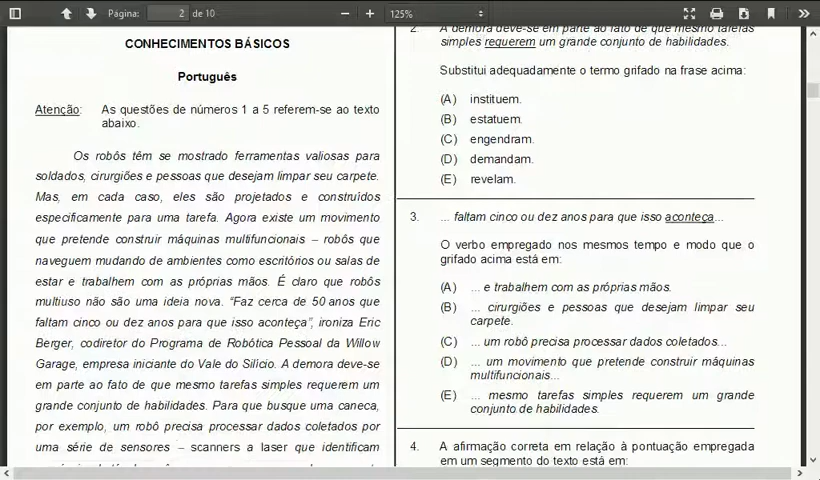 Página: 2 de 10 125%
CONHECIMENTOS BÁSICOS
Português
Atenção: As questões de números 1 a 5 referem-se ao texto
abaixo.
Os robôs têm se mostrado ferramentas valiosas para
soldados, cirurgiões e pessoas que desejam limpar seu carpete.
Mas, em cada caso, eles são projetados e construídos
especificamente para uma tarefa. Agora existe um movimento
que pretende construir máquinas multifuncionais – robôs que
naveguem mudando de ambientes como escritórios ou salas de
estar e trabalhem com as próprias mãos. É claro que robôs
multiuso não são uma ideia nova. “Faz cerca de 50 anos que
faltam cinco ou dez anos para que isso aconteça”, ironiza Eric
Berger, codiretor do Programa de Robótica Pessoal da Willow
Garage, empresa iniciante do Vale do Silício. A demora deve-se
em parte ao fato de que mesmo tarefas simples requerem um
grande conjunto de habilidades. Para que busque uma caneca,
por exemplo, um robô precisa processar dados coletados por
uma série de sensores – scanners a laser que identificam
2. A demora deve-se em parte ao fato de que mesmo tarefas
simples requerem um grande conjunto de habilidades.
Substitui adequadamente o termo grifado na frase acima:
(A) instituem.
(B) estatuem.
(C) engendram.
(D) demandam.
(E) revelam.
3. ... faltam cinco ou dez anos para que isso aconteça...
O verbo empregado nos mesmos tempo e modo que o
grifado acima está em:
(A) ... e trabalhem com as próprias mãos.
(B) ... cirurgiões e pessoas que desejam limpar seu
carpete.
(C) ... um robô precisa processar dados coletados...
(D) ... um movimento que pretende construir máquinas
multifuncionais...
(E) ... mesmo tarefas simples requerem um grande
conjunto de habilidades.
4. A afirmação correta em relação à pontuação empregada
em um segmento do texto está em: